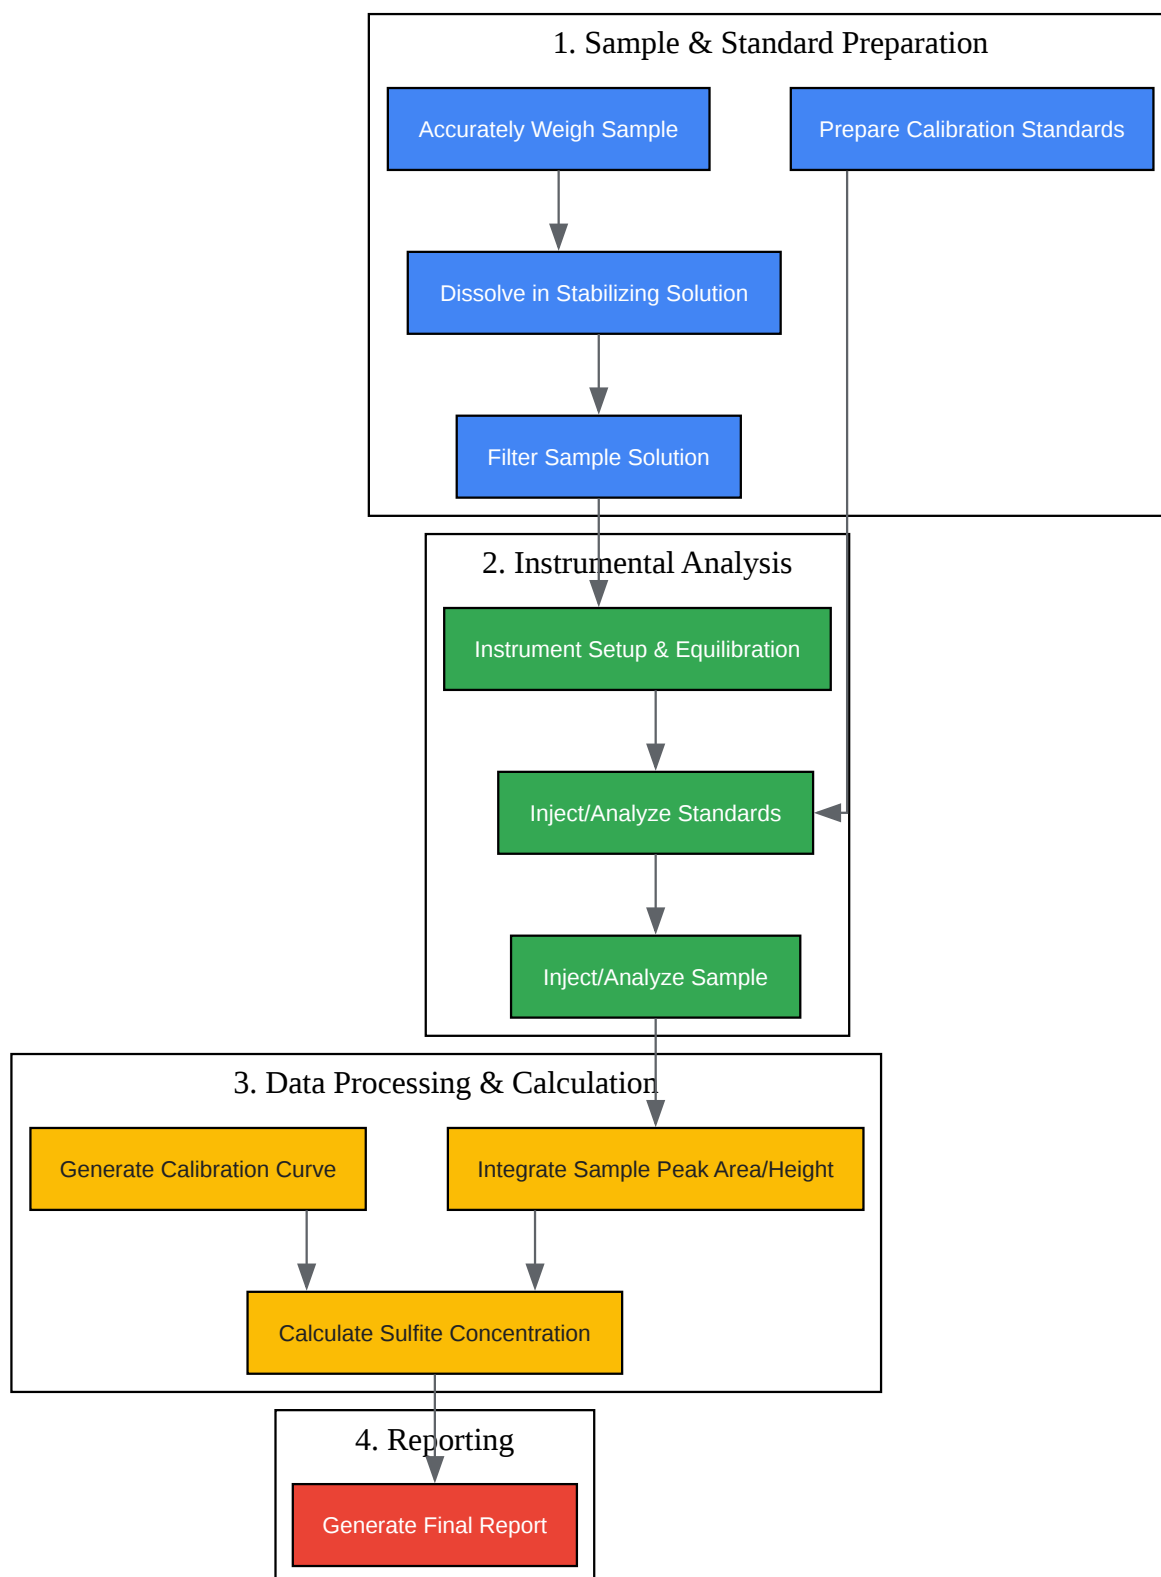 1. Sample & Standard Preparation
Accurately Weigh Sample
Prepare Calibration Standards
Dissolve in Stabilizing Solution
Filter Sample Solution
2. Instrumental Analysis
Instrument Setup & Equilibration
Inject/Analyze Standards
Inject/Analyze Sample
3. Data Processing & Calculation
Generate Calibration Curve
Integrate Sample Peak Area/Height
Calculate Sulfite Concentration
4. Reporting
Generate Final Report